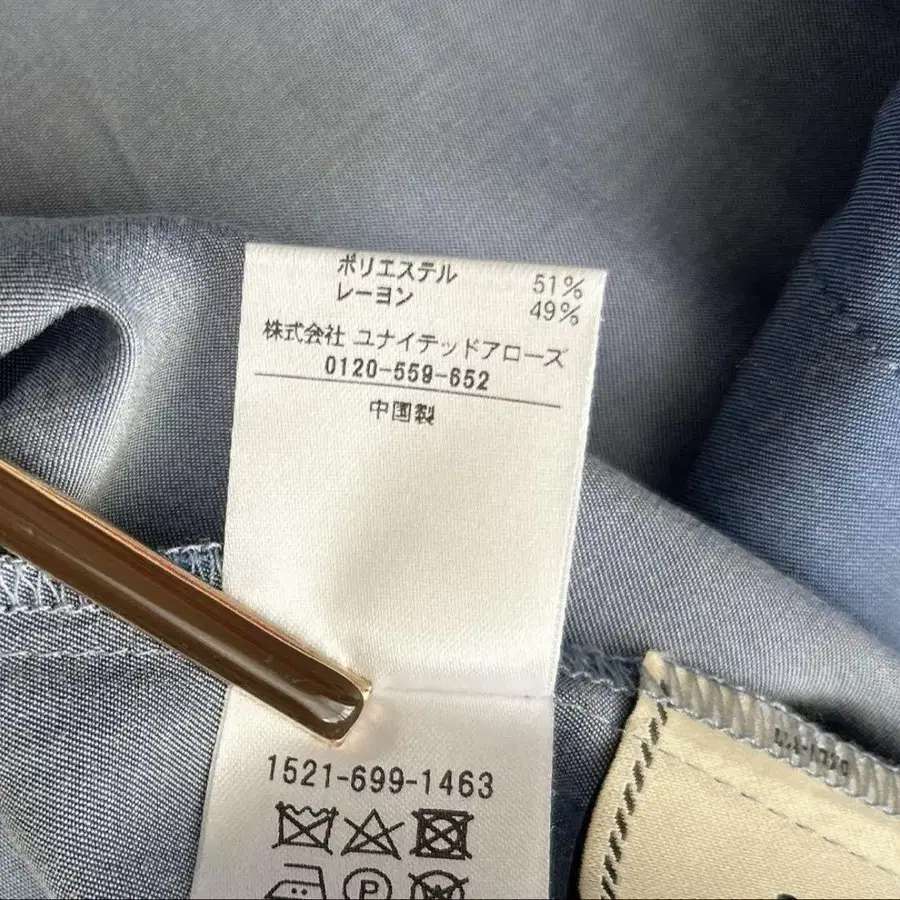 ポリエステル 51%
レーヨン 49%
株式会社 ユナイテッドアローズ
0120-559-652
中国製
1521-699-1463
P